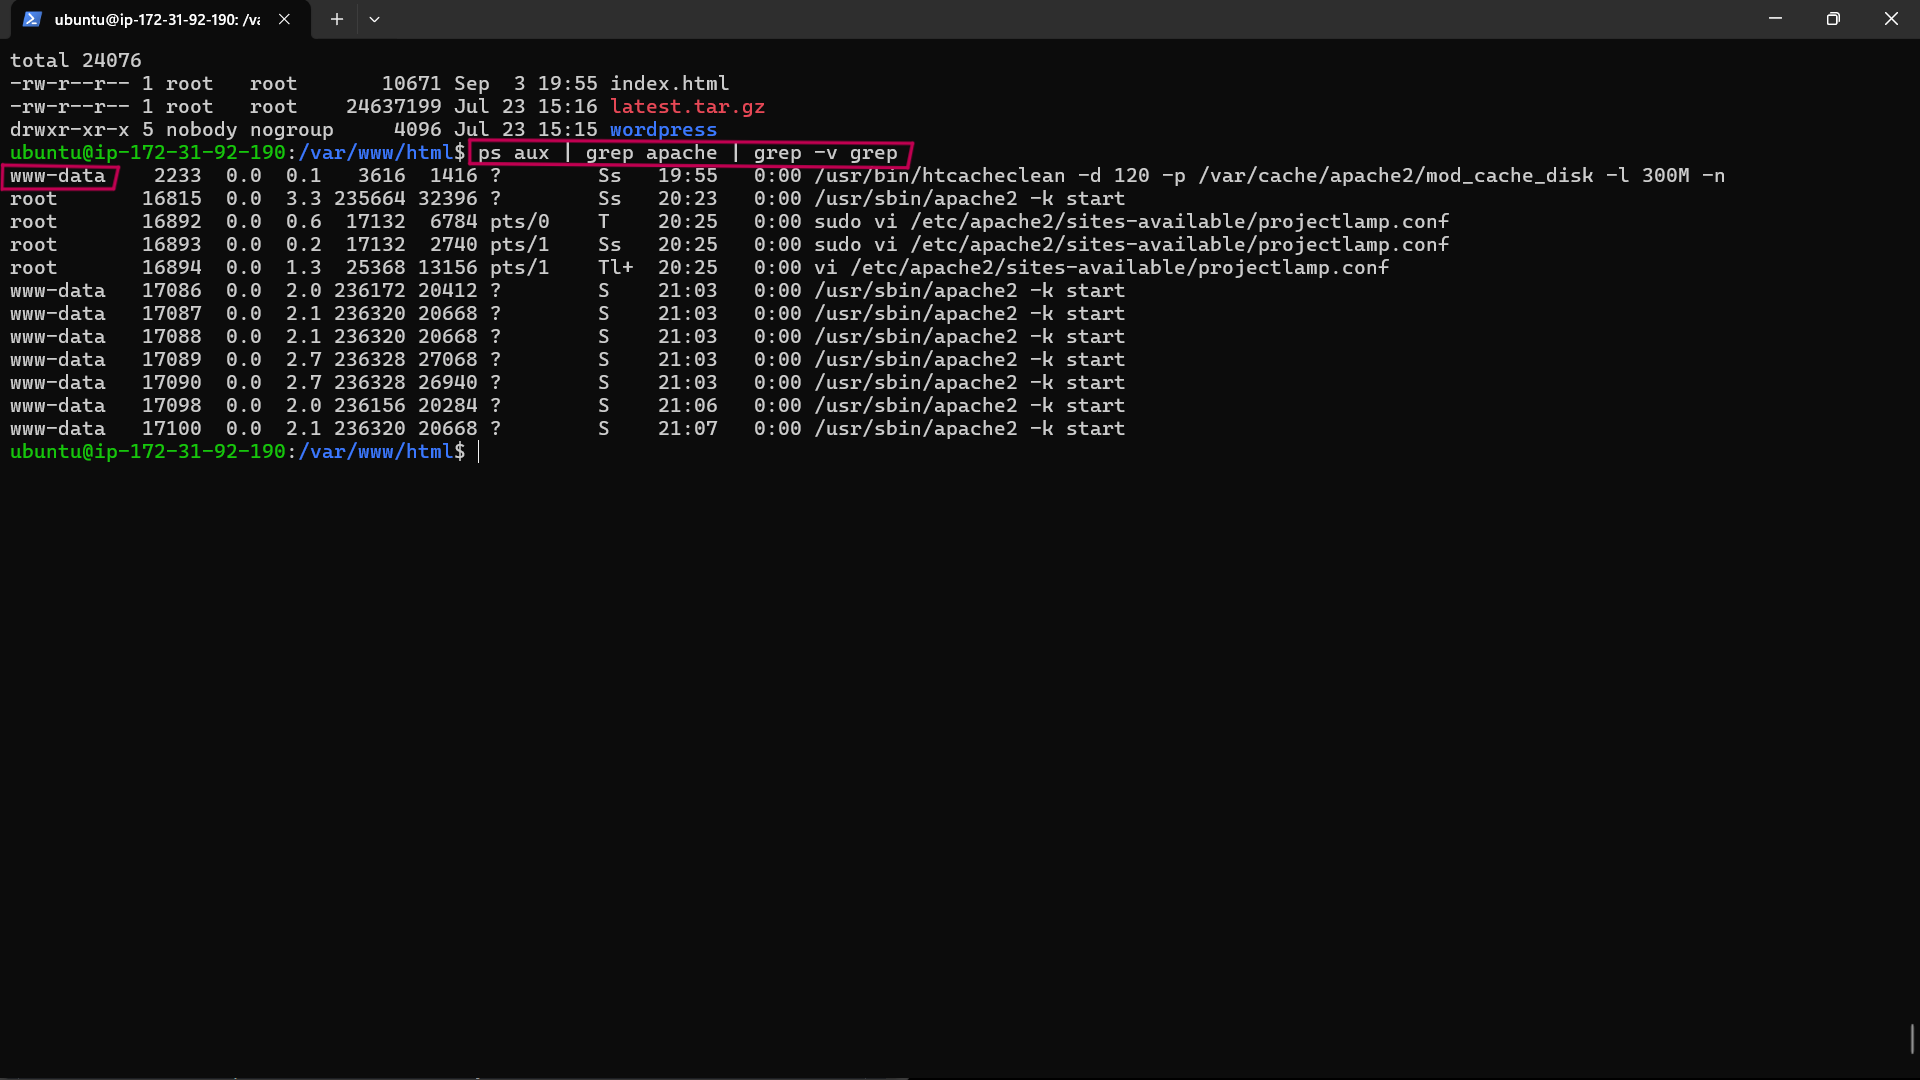 ubuntu@ip-172-31-92-190: /va
total 24076
-rw-r--r-- 1 root   root       10671 Sep  3 19:55 index.html
-rw-r--r-- 1 root   root    24637199 Jul 23 15:16 latest.tar.gz
drwxr-xr-x 5 nobody nogroup     4096 Jul 23 15:15 wordpress
ubuntu@ip-172-31-92-190:/var/www/html$ ps aux | grep apache | grep -v grep
www-data    2233  0.0  0.1   3616  1416 ?        Ss   19:55   0:00 /usr/bin/htcacheclean -d 120 -p /var/cache/apache2/mod_cache_disk -l 300M -n
root       16815  0.0  3.3 235664 32396 ?        Ss   20:23   0:00 /usr/sbin/apache2 -k start
root       16892  0.0  0.6  17132  6784 pts/0    T    20:25   0:00 sudo vi /etc/apache2/sites-available/projectlamp.conf
root       16893  0.0  0.2  17132  2740 pts/1    Ss   20:25   0:00 sudo vi /etc/apache2/sites-available/projectlamp.conf
root       16894  0.0  1.3  25368 13156 pts/1    Tl+  20:25   0:00 vi /etc/apache2/sites-available/projectlamp.conf
www-data   17086  0.0  2.0 236172 20412 ?        S    21:03   0:00 /usr/sbin/apache2 -k start
www-data   17087  0.0  2.1 236320 20668 ?        S    21:03   0:00 /usr/sbin/apache2 -k start
www-data   17088  0.0  2.1 236320 20668 ?        S    21:03   0:00 /usr/sbin/apache2 -k start
www-data   17089  0.0  2.7 236328 27068 ?        S    21:03   0:00 /usr/sbin/apache2 -k start
www-data   17090  0.0  2.7 236328 26940 ?        S    21:03   0:00 /usr/sbin/apache2 -k start
www-data   17098  0.0  2.0 236156 20284 ?        S    21:06   0:00 /usr/sbin/apache2 -k start
www-data   17100  0.0  2.1 236320 20668 ?        S    21:07   0:00 /usr/sbin/apache2 -k start
ubuntu@ip-172-31-92-190:/var/www/html$